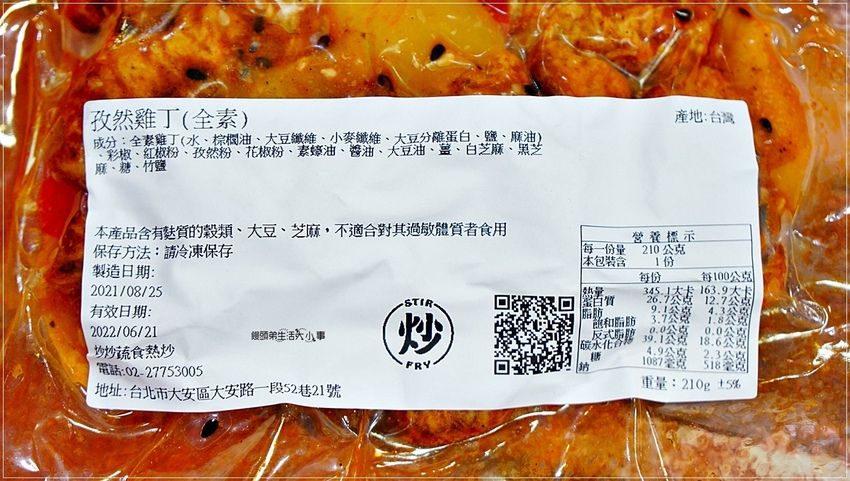 孜然雞丁(全素)
產地:台灣
成分：全素雞丁(水、棕櫚油、大豆纖維、小麥纖維、大豆分離蛋白、鹽、麻油)
、彩椒、紅椒粉、孜然粉、花椒粉、素蠔油、醬油、大豆油、薑、白芝麻、黑芝
麻、糖、竹鹽
本產品含有麩質的穀類、大豆、芝麻，不適合對其過敏體質者食用
保存方法：請冷凍保存
製造日期:
2021/08/25
有效日期:
2022/06/21
炒炒蔬食熱炒
電話:02-27753005
地址:台北市大安區大安路一段52巷21號
饅頭弟生活大小事
STIR
炒
FRY
營養標示
每一份量 210公克
本包裝含 1份
每份 每100公克
熱量 345.1大卡 163.9大卡
蛋白質 26.7公克 12.7公克
脂肪 9.1公克 4.3公克
飽和脂肪 3.7公克 1.8公克
反式脂肪 0.0公克 0.0公克
碳水化合物 39.1公克 18.6公克
糖 4.9公克 2.3公克
鈉 1087毫克 518毫克
重量：210g ±5%